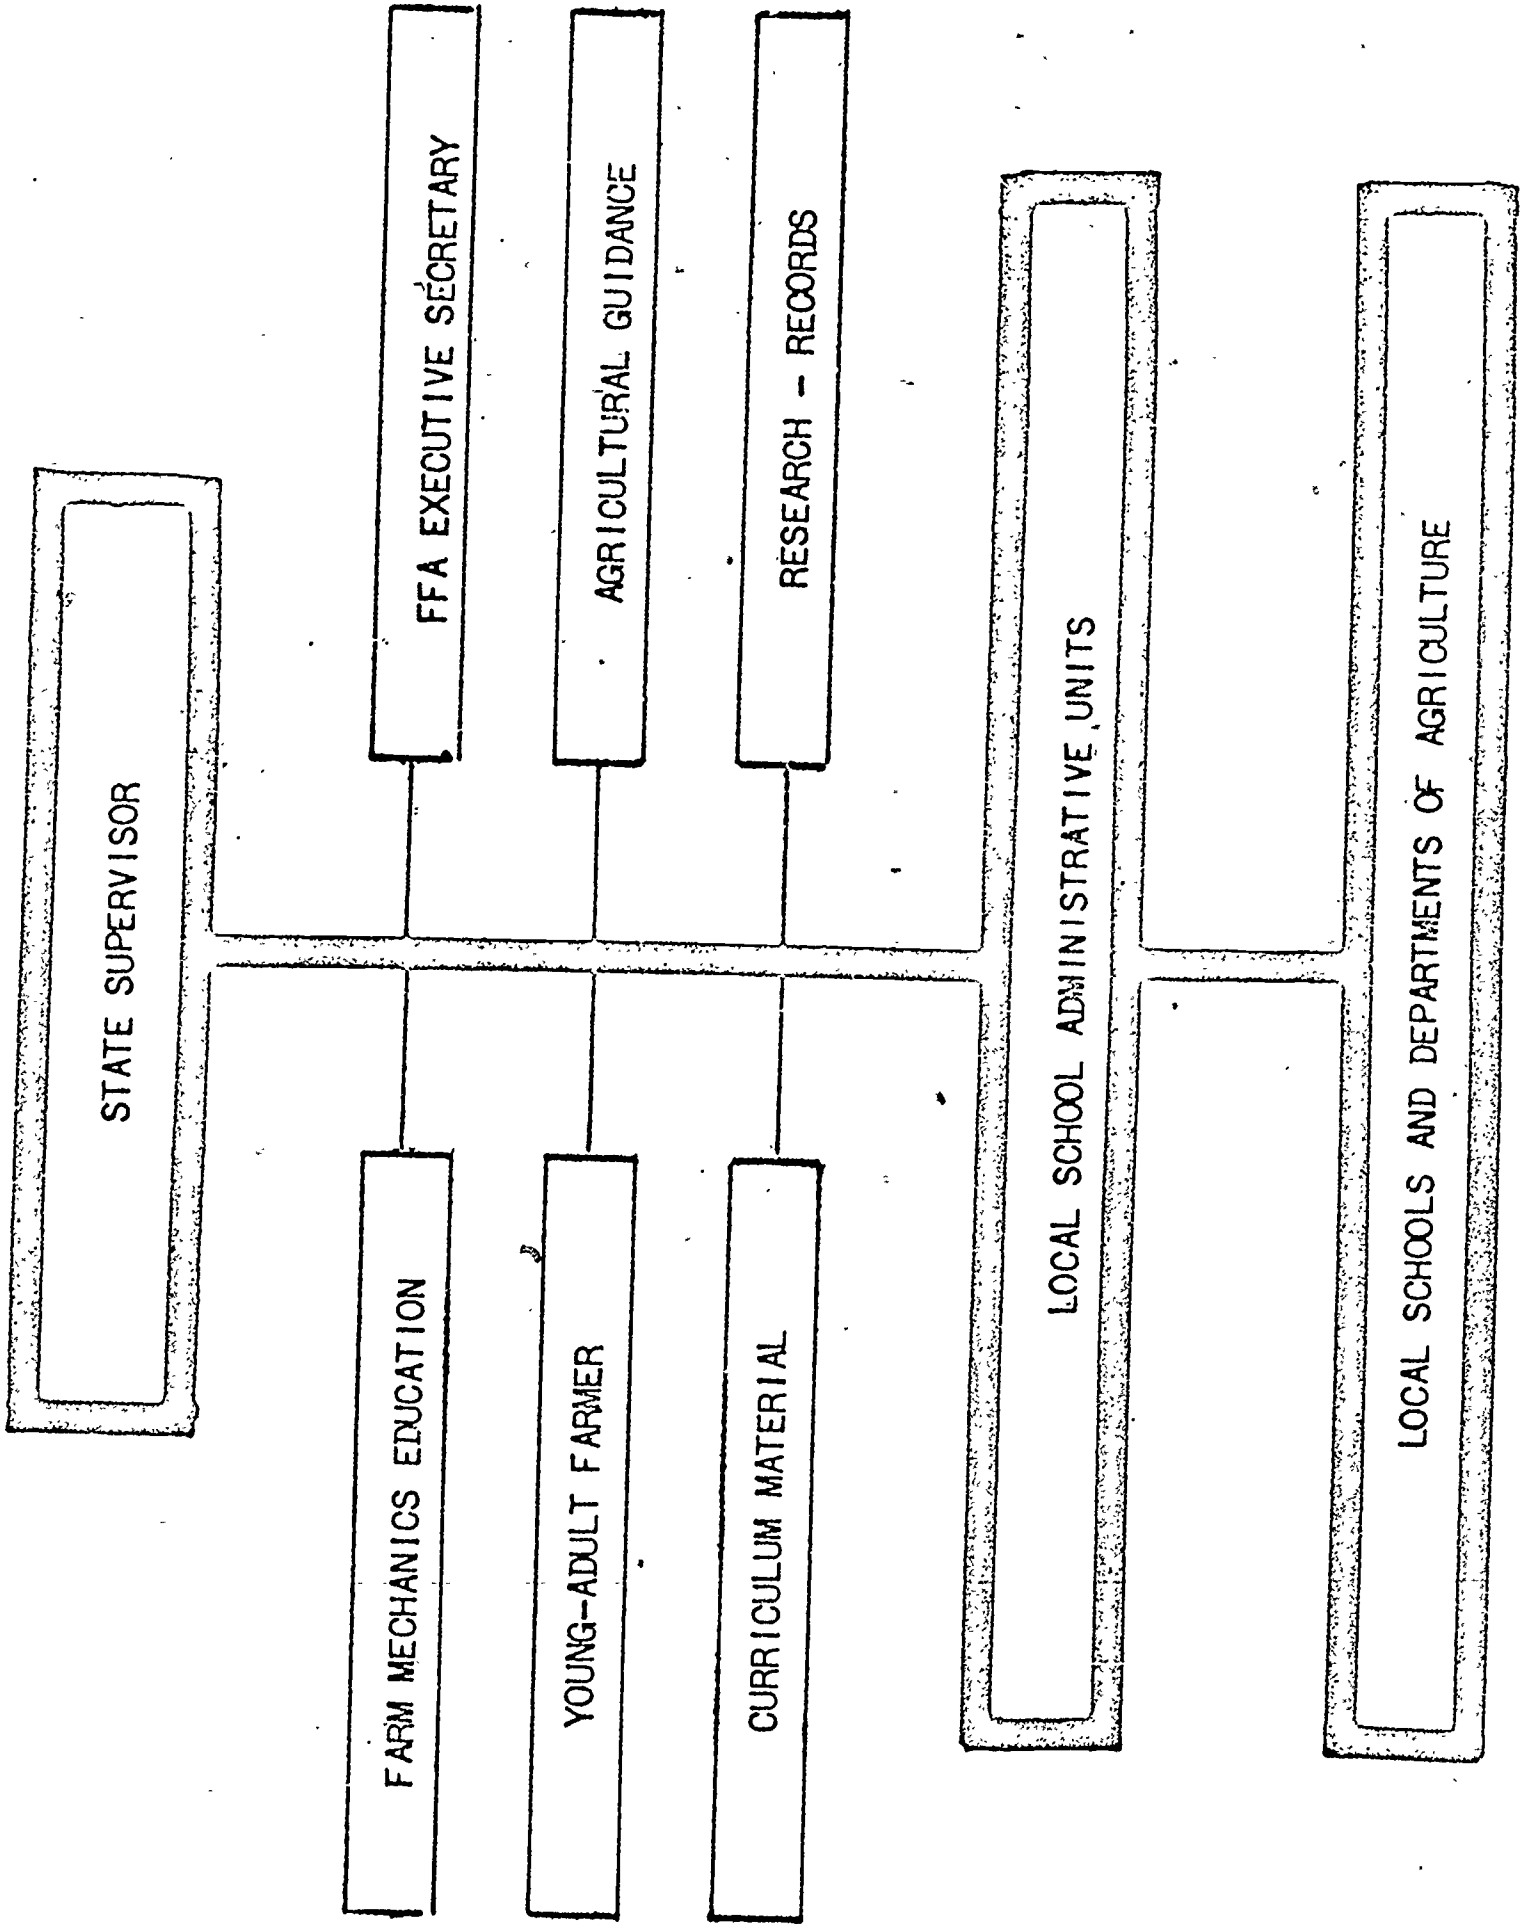 STATE SUPERVISOR
FARM MECHANICS EDUCATION
FFA EXECUTIVE SECRETARY
YOUNG-ADULT FARMER
AGRICULTURAL GUIDANCE
CURRICULUM MATERIAL
RESEARCH - RECORDS
LOCAL SCHOOL ADMINISTRATIVE UNITS
LOCAL SCHOOLS AND DEPARTMENTS OF AGRICULTURE